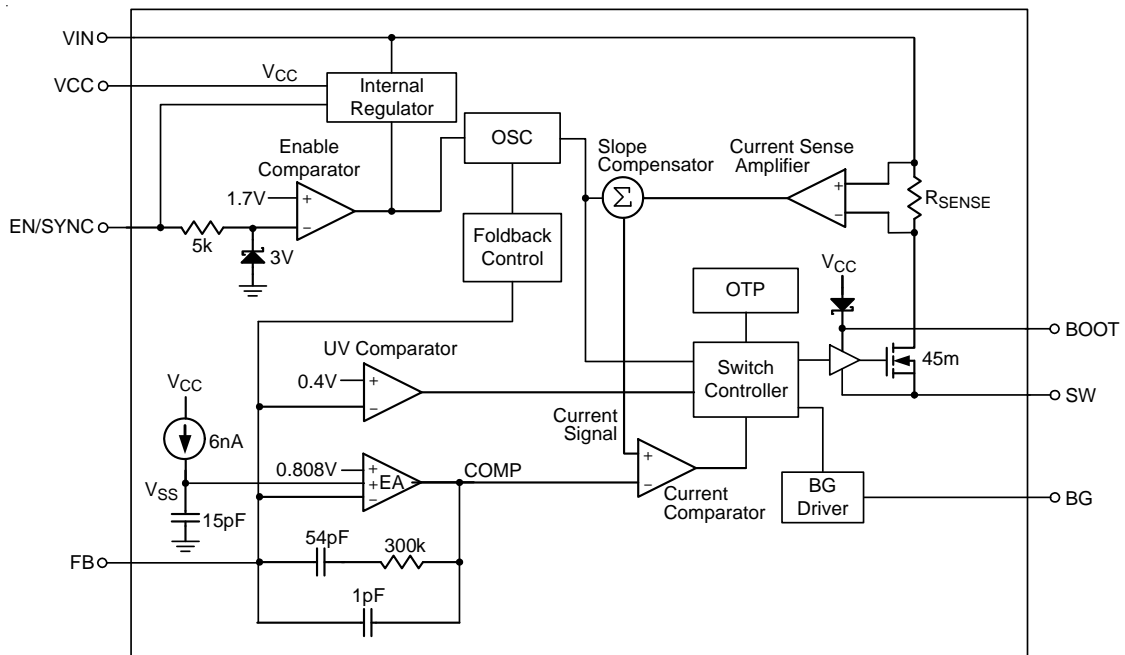 VIN
VCC
VCC
Internal
Regulator
Enable
Comparator
OSC
Slope
Compensator
Current Sense
Amplifier
1.7V
+
-
Σ
+
-
RSENSE
EN/SYNC
5k
3V
Foldback
Control
OTP
VCC
BOOT
UV Comparator
0.4V
+
-
Switch
Controller
45m
SW
VCC
6nA
Current
Signal
0.808V
+
+
-
EA
COMP
+
-
Current
Comparator
BG
Driver
BG
VSS
15pF
FB
54pF
300k
1pF